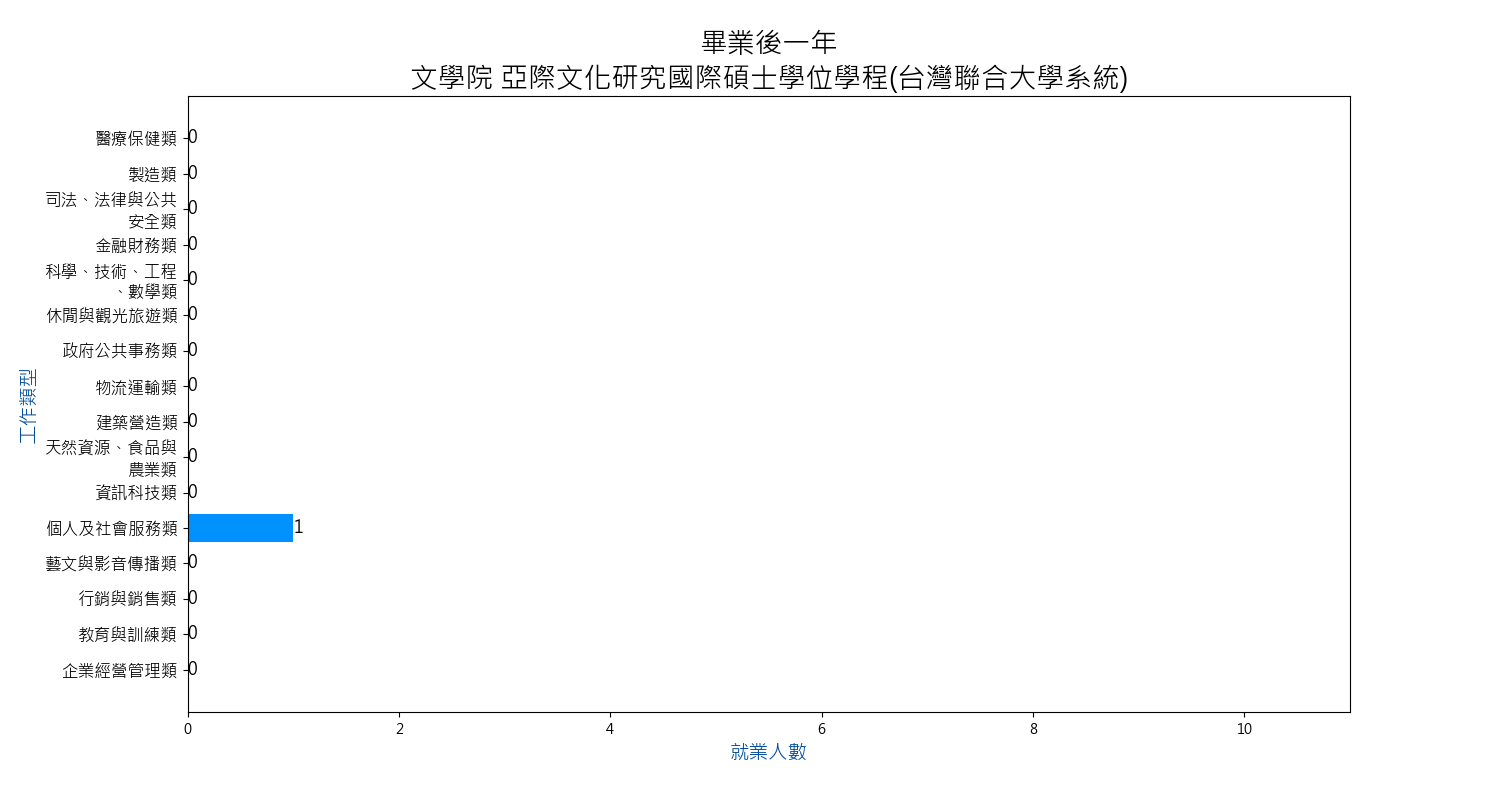 畢業後一年
文學院 亞際文化研究國際碩士學位學程(台灣聯合大學系統)
醫療保健類 0
製造類 0
司法、法律與公共
安全類 0
金融財務類 0
科學、技術、工程
、數學類 0
休閒與觀光旅遊類 0
政府公共事務類 0
物流運輸類 0
建築營造類 0
天然資源、食品與
農業類 0
資訊科技類 0
個人及社會服務類 1
藝文與影音傳播類 0
行銷與銷售類 0
教育與訓練類 0
企業經營管理類 0
工作類型
0 2 4 6 8 10
就業人數